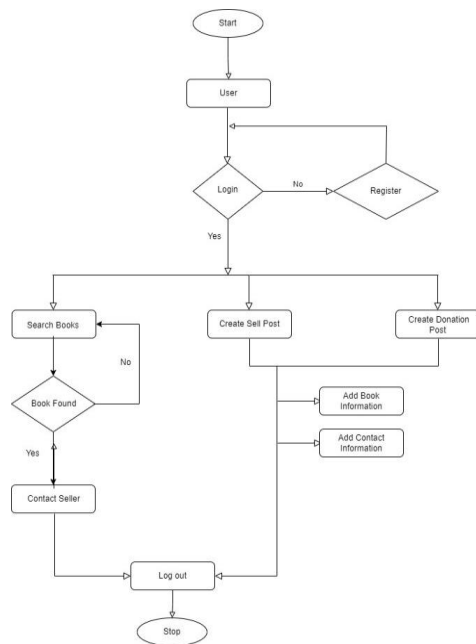 Start
User
Login
No
Register
Yes
Search Books
Create Sell Post
Create Donation
Post
No
Book Found
Add Book
Information
Yes
Add Contact
Information
Contact Seller
Log out
Stop